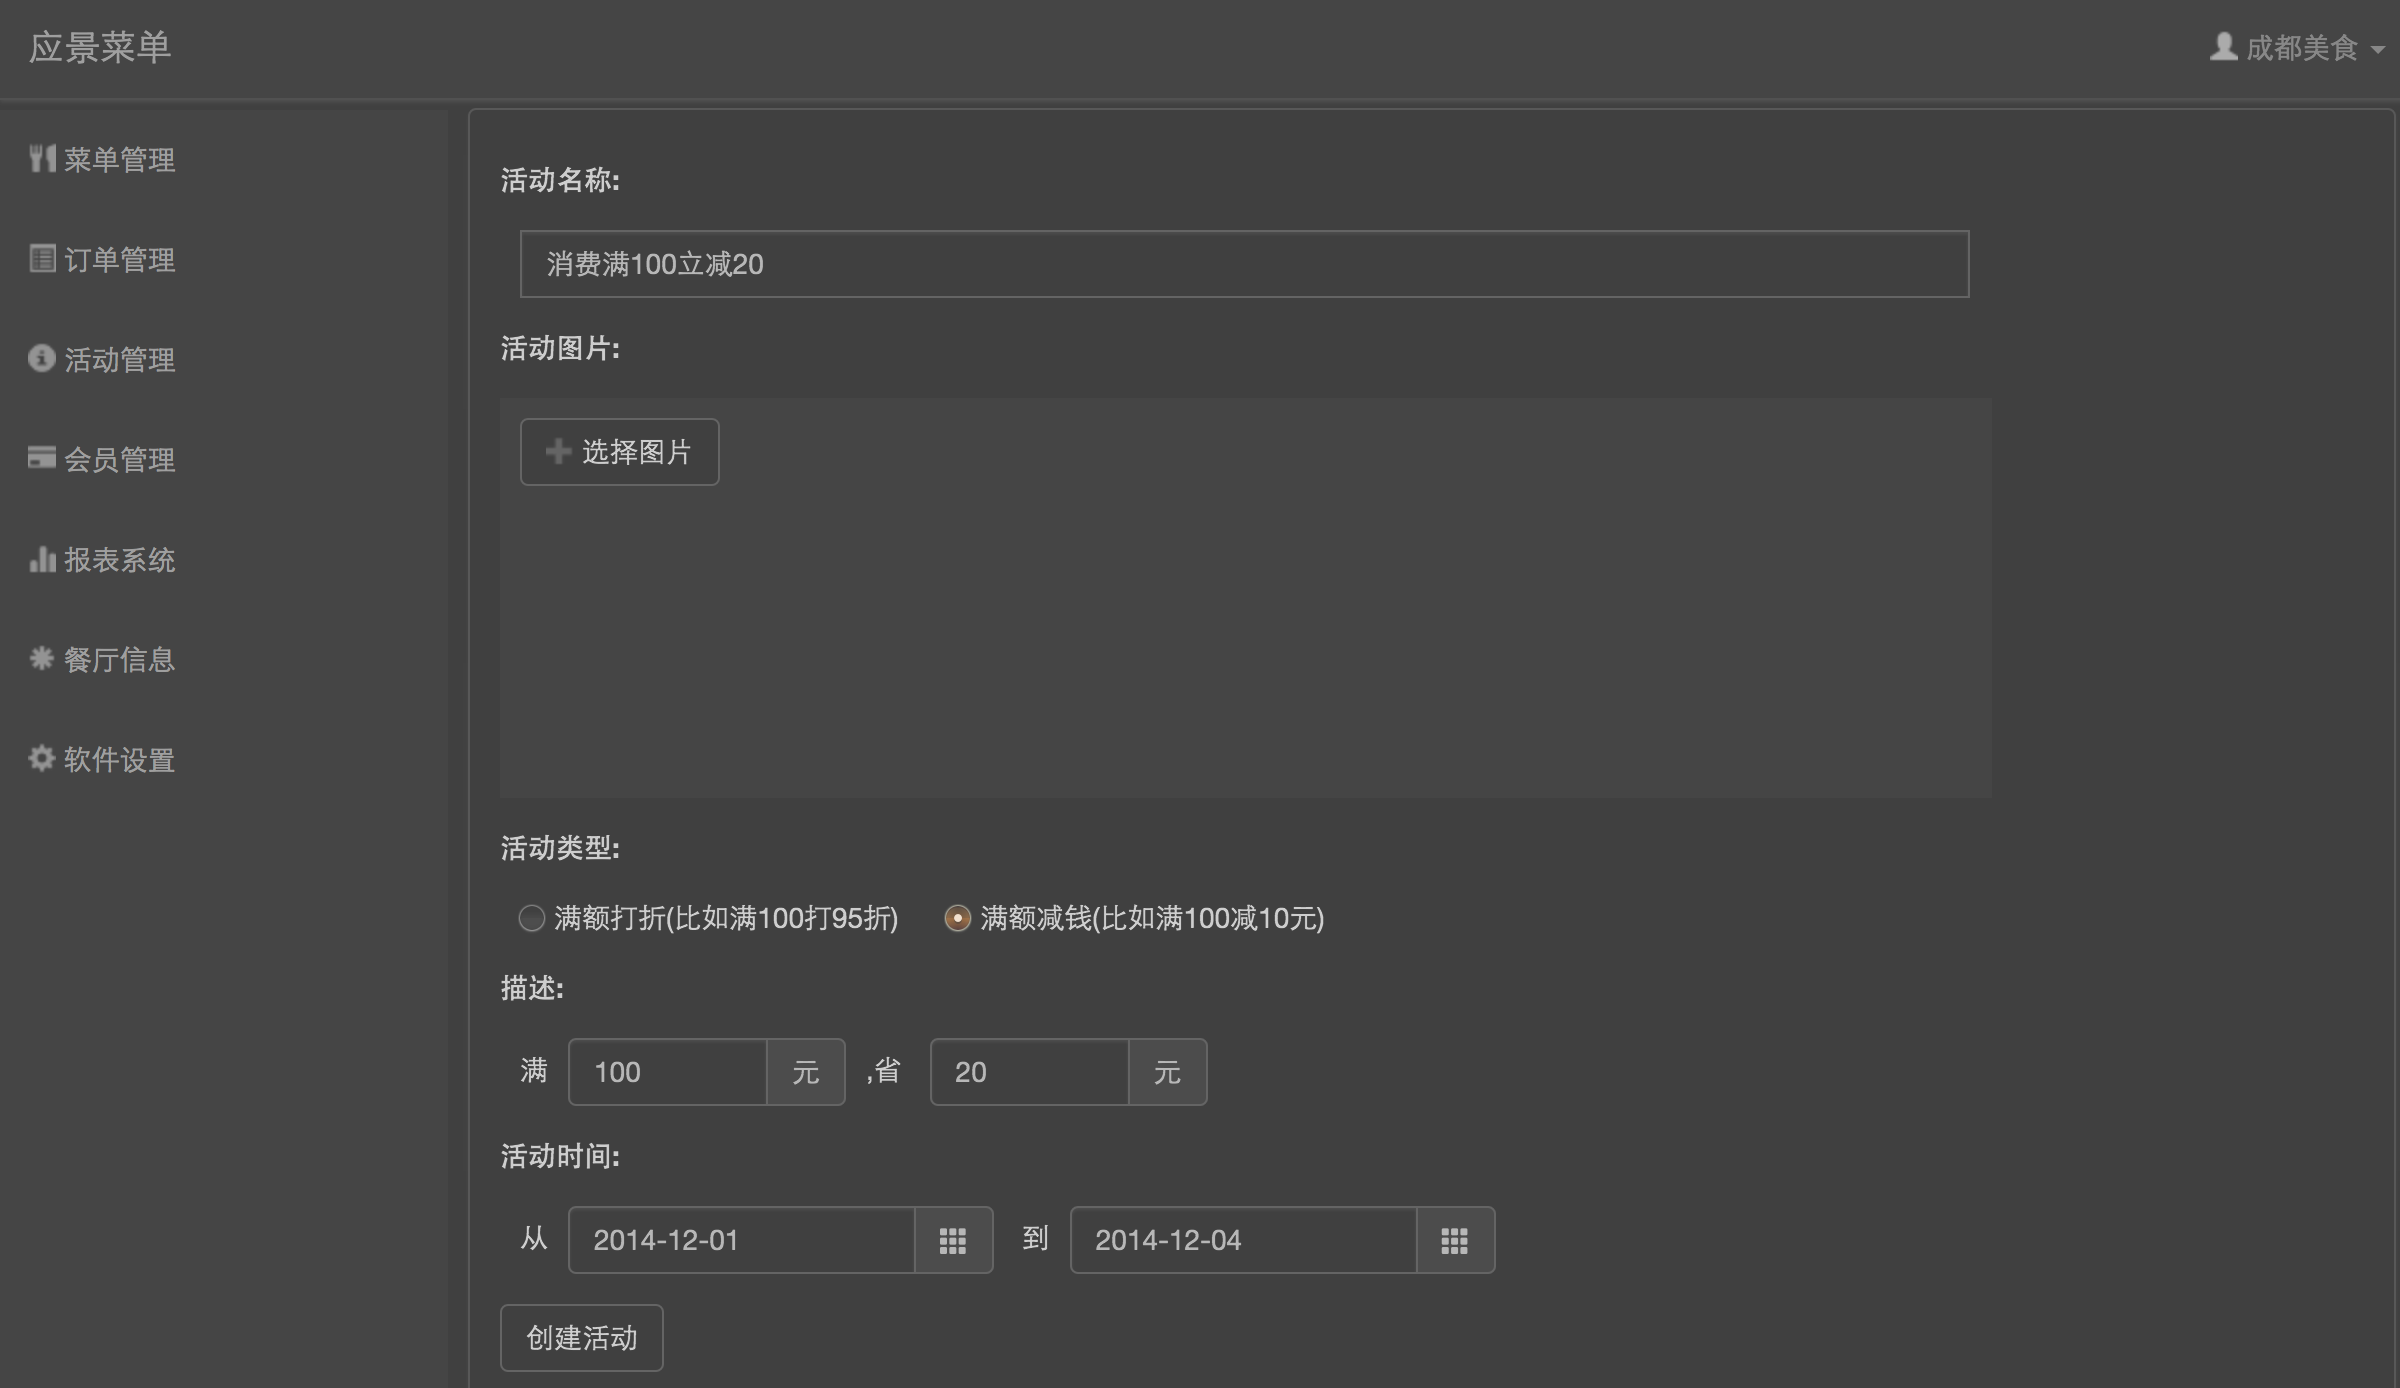 应景菜单
成都美食
菜单管理
订单管理
活动管理
会员管理
报表系统
餐厅信息
软件设置
活动名称:
消费满100立减20
活动图片:
选择图片
活动类型:
满额打折(比如满100打95折) 满额减钱(比如满100减10元)
描述:
满 100 元 ,省 20 元
活动时间:
从 2014-12-01 到 2014-12-04
创建活动